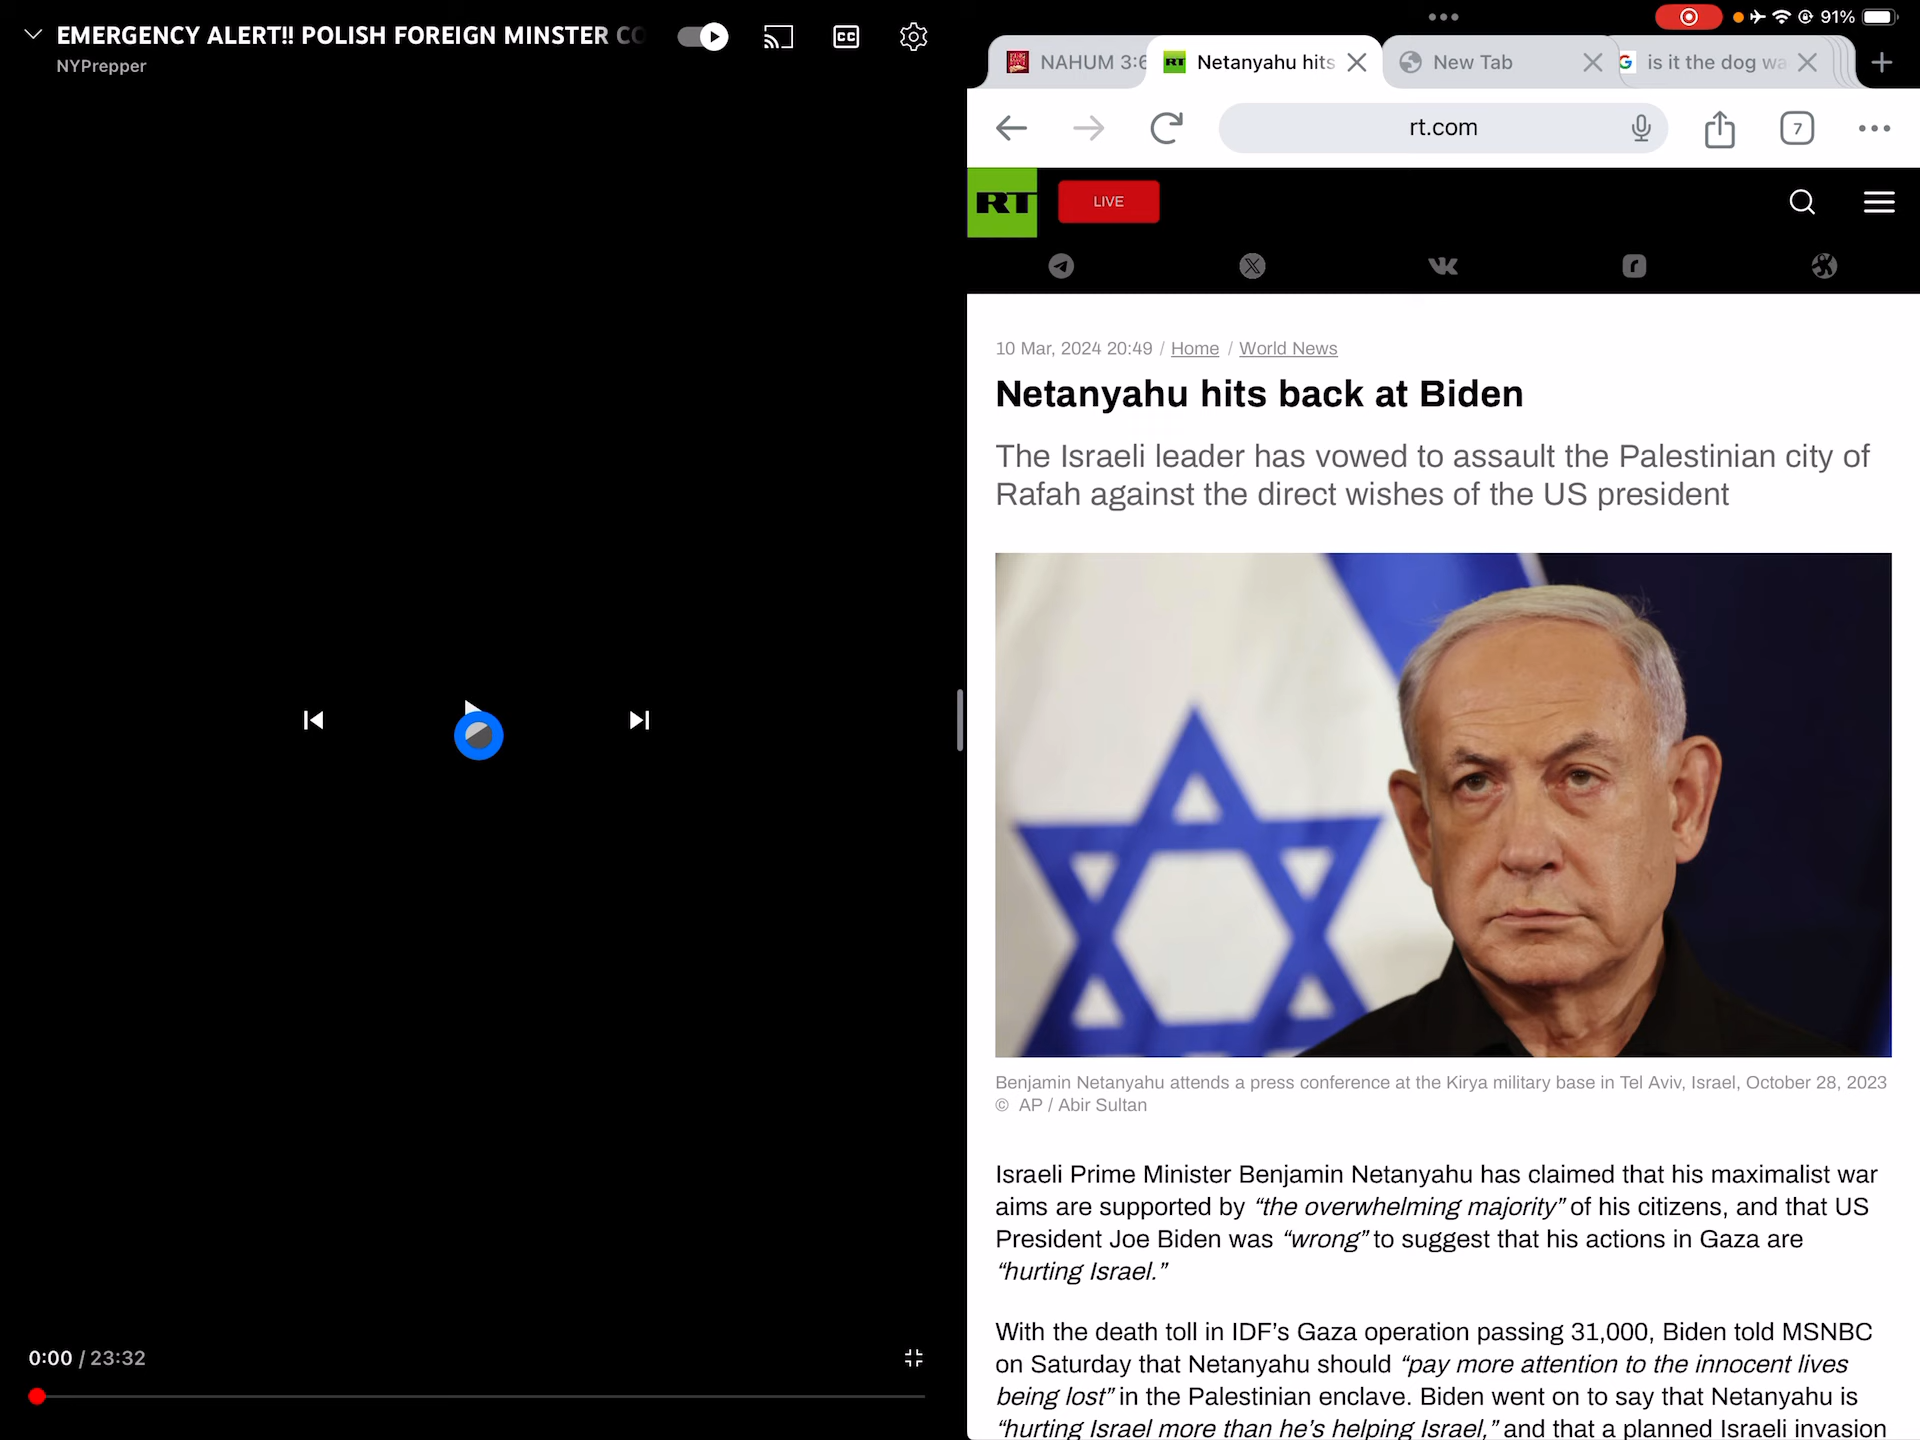 EMERGENCY ALERT!! POLISH FOREIGN MINSTER CO
NYPrepper
CC
91%
NAHUM 3:6
RT
Netanyahu hits
New Tab
G
is it the dog wa
rt.com
7
RT
LIVE
10 Mar, 2024 20:49 / Home / World News
Netanyahu hits back at Biden
The Israeli leader has vowed to assault the Palestinian city of
Rafah against the direct wishes of the US president
Benjamin Netanyahu attends a press conference at the Kirya military base in Tel Aviv, Israel, October 28, 2023
© AP / Abir Sultan
Israeli Prime Minister Benjamin Netanyahu has claimed that his maximalist war
aims are supported by “the overwhelming majority” of his citizens, and that US
President Joe Biden was “wrong” to suggest that his actions in Gaza are
“hurting Israel.”
With the death toll in IDF’s Gaza operation passing 31,000, Biden told MSNBC
on Saturday that Netanyahu should “pay more attention to the innocent lives
being lost” in the Palestinian enclave. Biden went on to say that Netanyahu is
“hurting Israel more than he’s helping Israel,” and that a planned Israeli invasion
0:00 / 23:32